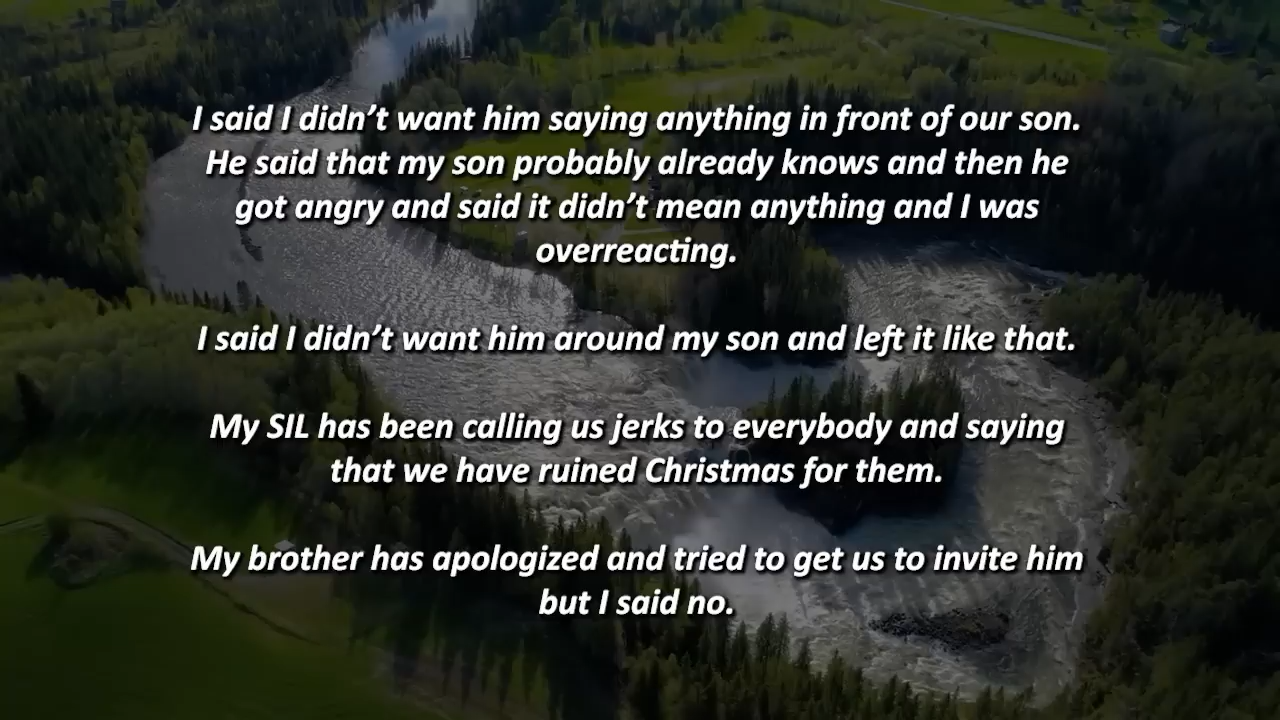 I said I didn’t want him saying anything in front of our son.
He said that my son probably already knows and then he
got angry and said it didn’t mean anything and I was
overreacting.
I said I didn’t want him around my son and left it like that.
My SIL has been calling us jerks to everybody and saying
that we have ruined Christmas for them.
My brother has apologized and tried to get us to invite him
but I said no.